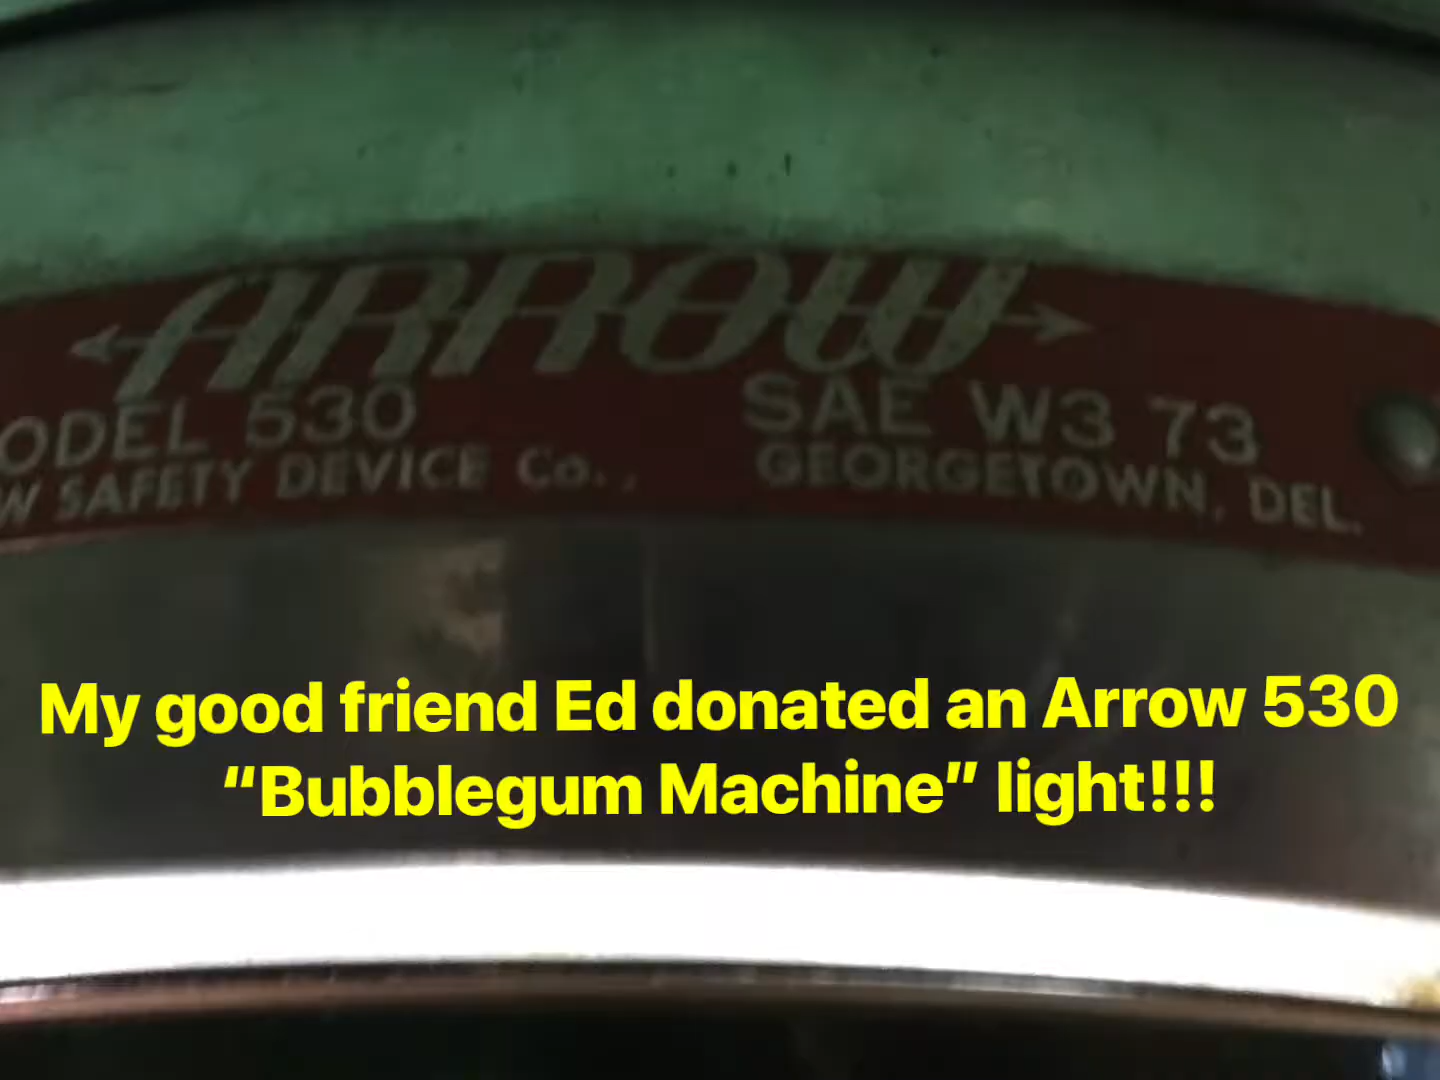 ARROW
ODEL 530 SAE W3 73
W SAFETY DEVICE Co., GEORGETOWN, DEL.
My good friend Ed donated an Arrow 530
“Bubblegum Machine” light!!!